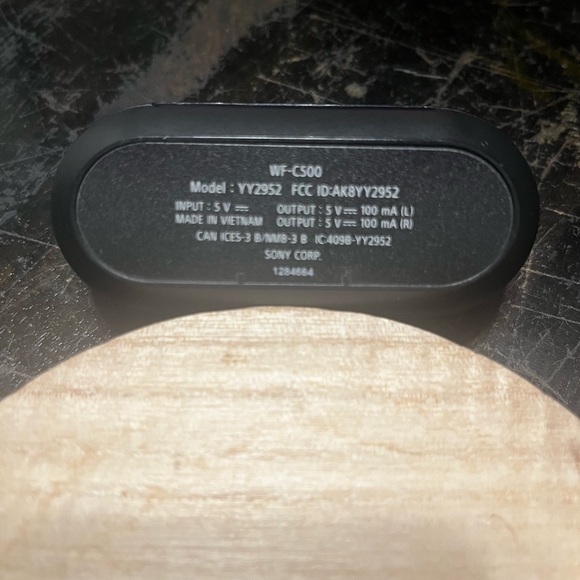 WF-C500
Model : YY2952 FCC ID:AK8YY2952
INPUT : 5 V ⎓ OUTPUT : 5 V ⎓ 100 mA (L)
MADE IN VIETNAM OUTPUT : 5 V ⎓ 100 mA (R)
CAN ICES-3 B/NMB-3 B IC:409B-YY2952
SONY CORP.
1284664